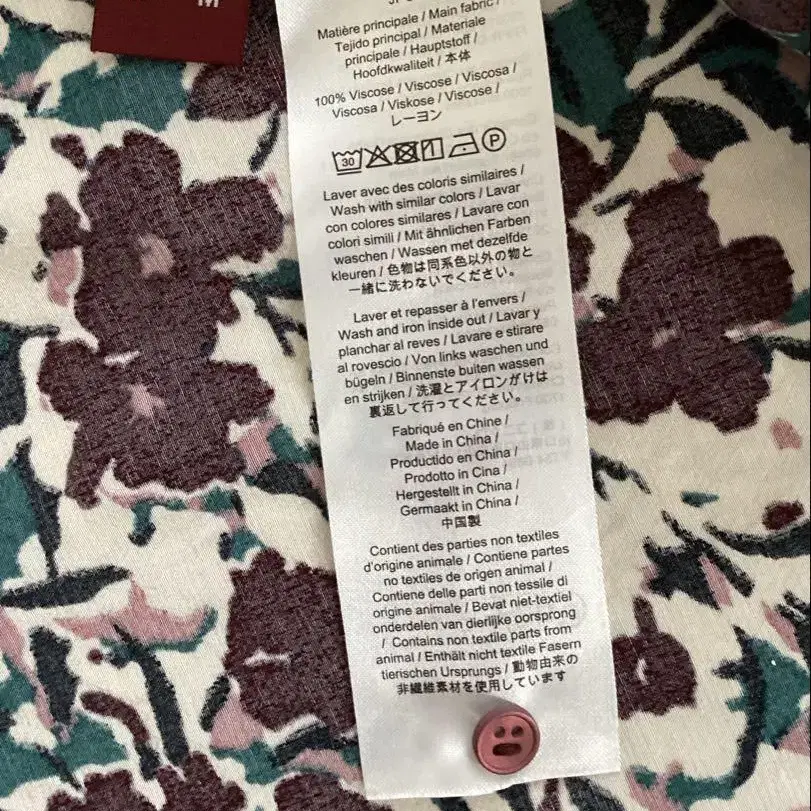 M
Matière principale / Main fabric /
Tejido principal / Materiale
principale / Hauptstoff /
Hoofdkwaliteit / 本体
100% Viscose / Viscose / Viscosa /
Viscosa / Viskose / Viscose /
レーヨン
30
P
Laver avec des coloris similaires /
Wash with similar colors / Lavar
con colores similares / Lavare con
colori simili / Mit ähnlichen Farben
waschen / Wassen met dezelfde
kleuren / 色物は同系色以外の物と
一緒に洗わないでください。
Laver et repasser à l'envers /
Wash and iron inside out / Lavar y
planchar al reves / Lavare e stirare
al rovescio / Von links waschen und
bügeln / Binnenste buiten wassen
en strijken / 洗濯とアイロンがけは
裏返して行ってください。
Fabriqué en Chine /
Made in China /
Producido en China /
Prodotto in Cina /
Hergestellt in China /
Germaakt in China /
中国製
Contient des parties non textiles
d'origine animale / Contiene partes
no textiles de origen animal /
Contiene delle parti non tessile di
origine animale / Bevat niet-textiel
onderdelen van dierlijke oorsprong
/ Contains non textile parts from
animal / Enthält nicht textile Fasern
tierischen Ursprungs / 動物由来の
非繊維素材を使用しています